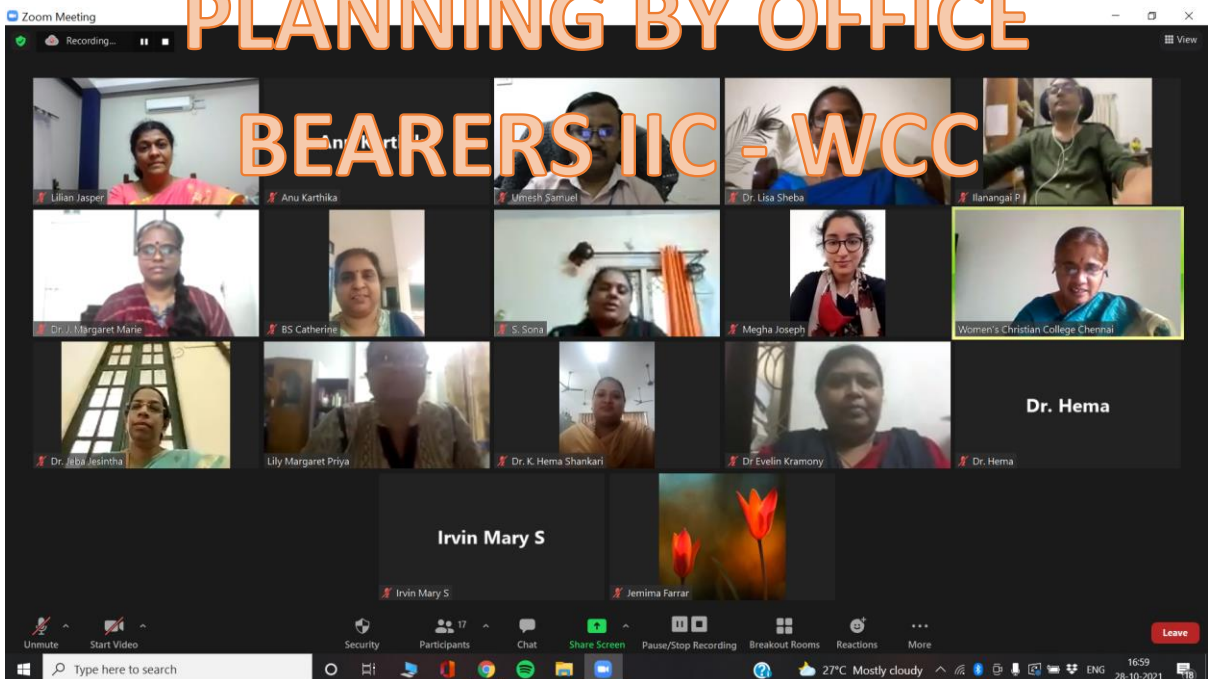 Zoom Meeting
PLANNING BY OFFICE
Recording...
View
BEARERS IIC - WCC
Lilian Jasper
Anu Karthika
Umesh Samuel
Dr. Lisa Sheba
Ilanangai P
Dr. J. Margaret Marie
BS Catherine
S. Sona
Megha Joseph
Women's Christian College Chennai
Dr. Jeba Jesintha
Lily Margaret Priya
Dr. K. Hema Shankari
Dr Evelin Kramony
Dr. Hema
Dr. Hema
Irvin Mary S
Irvin Mary S
Jemima Farrar
Unmute
Start Video
Security
Participants
17
Chat
Share Screen
Pause/Stop Recording
Breakout Rooms
Reactions
More
Leave
Type here to search
27°C Mostly cloudy
ENG
16:59
28-10-2021
18